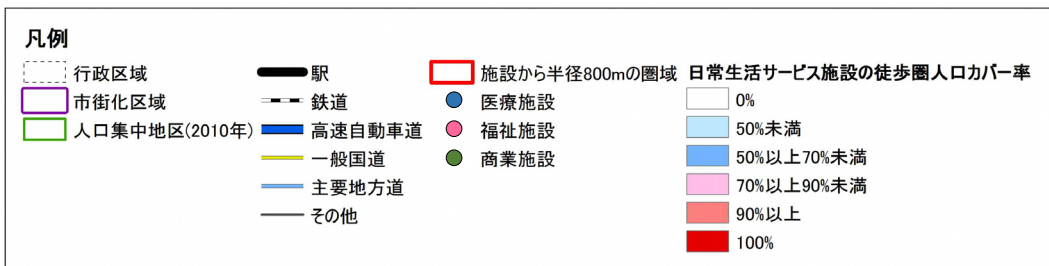 凡例
行政区域
市街化区域
人口集中地区(2010年)
駅
鉄道
高速自動車道
一般国道
主要地方道
その他
施設から半径800mの圏域
医療施設
福祉施設
商業施設
日常生活サービス施設の徒歩圏人口カバー率
0%
50%未満
50%以上70%未満
70%以上90%未満
90%以上
100%